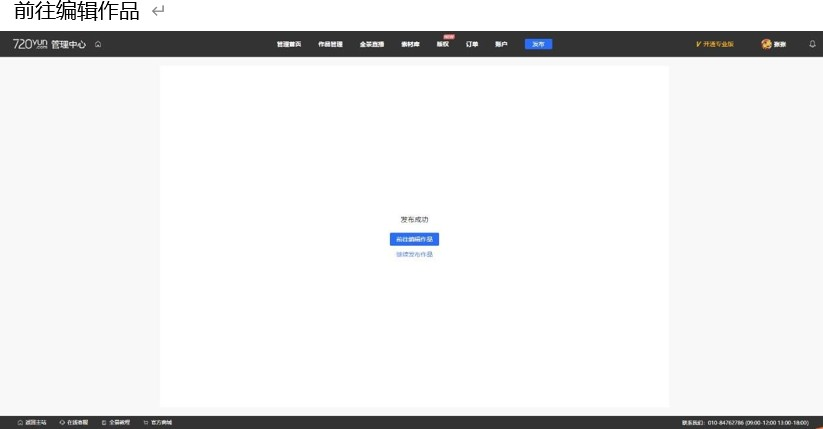 前往编辑作品 ↵
720yun.com 管理中心
管理首页 作品管理 全景直播 素材库 版权 NEW 订单 账户 发布
开通专业版 张张
发布成功
前往编辑作品
继续发布作品
返回主站 在线客服 全景教程 官方商城
联系我们：010-84762786 (09:00-12:00 13:00-18:00)